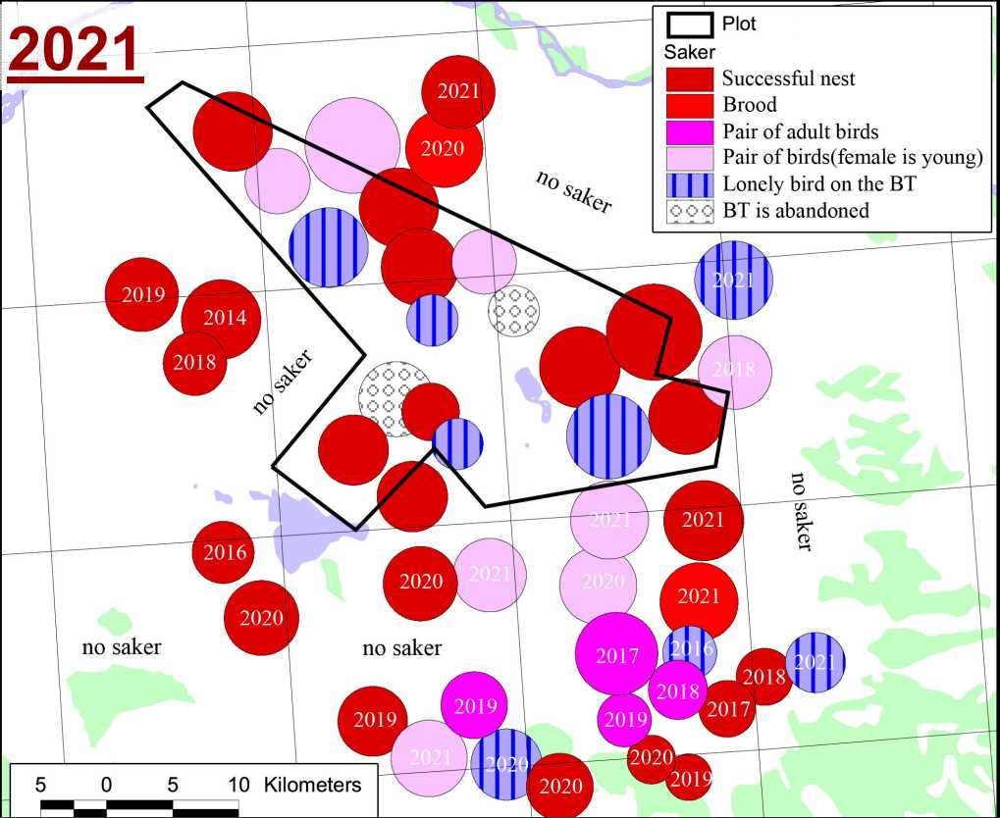 2021
Plot
Saker
Successful nest
Brood
Pair of adult birds
Pair of birds(female is young)
Lonely bird on the BT
BT is abandoned
2021
2020
no saker
2021
2019
2014
2018
2018
no saker
no saker
2021
2021
2016
2020
2021
2020
2021
2020
no saker
no saker
2017
2016
2018
2021
2018
2017
2019
2019
2019
2021
2020
2020
2020
2019
5 0 5 10 Kilometers